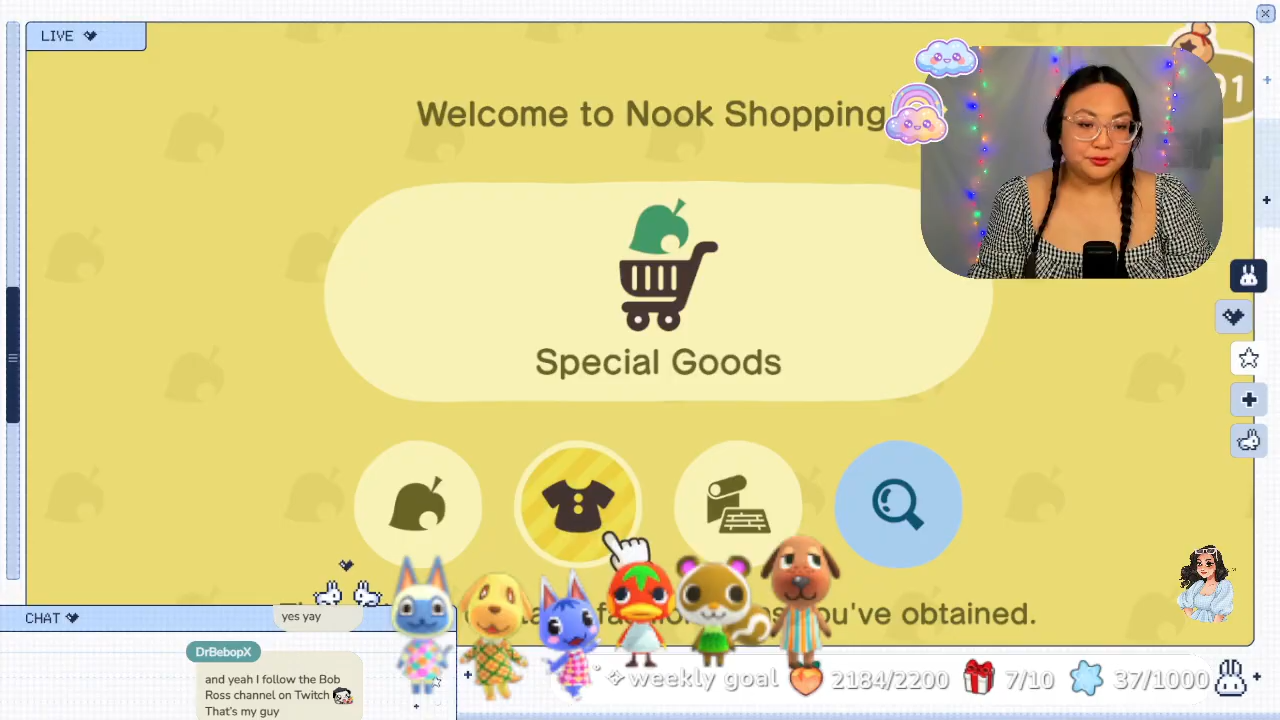 LIVE
Welcome to Nook Shopping
91
Special Goods
you've obtained.
CHAT
yes yay
DrBebopX
and yeah I follow the Bob
Ross channel on Twitch
That's my guy
weekly goal 2184/2200 7/10 37/1000